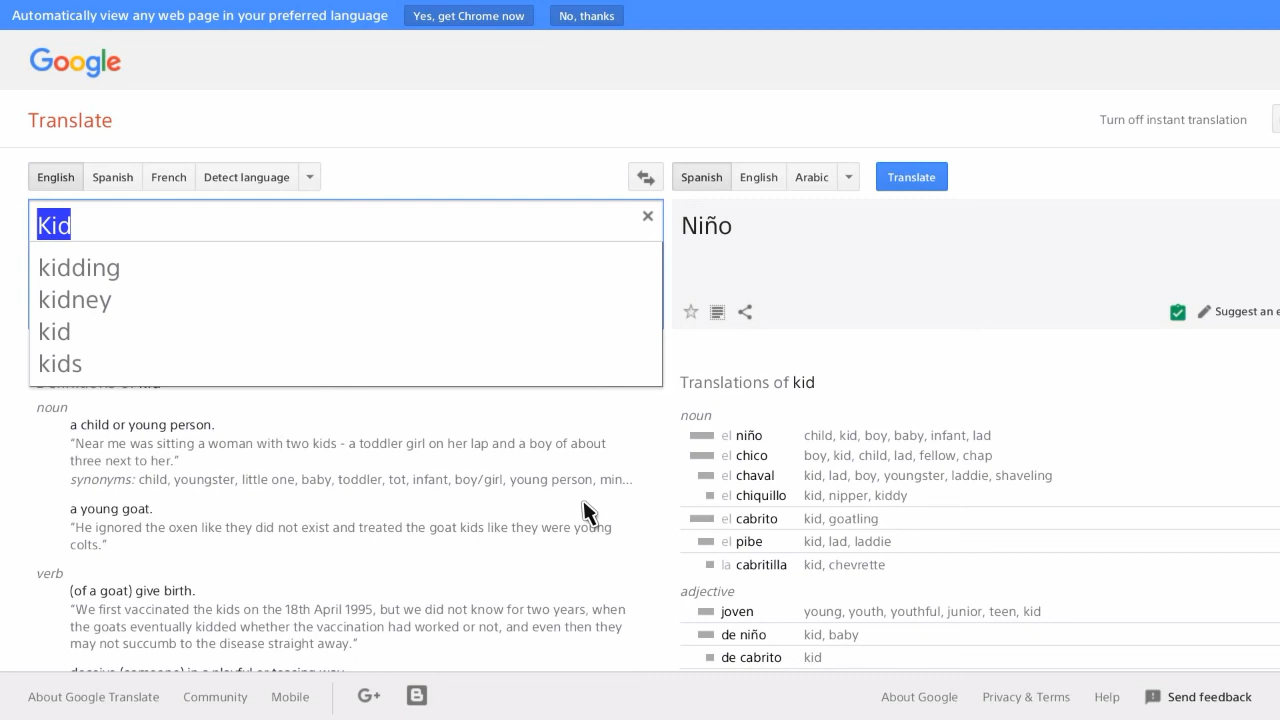 Automatically view any web page in your preferred language Yes, get Chrome now No, thanks
Google
Translate Turn off instant translation
English Spanish French Detect language Spanish English Arabic Translate
Kid Niño
kidding
kidney
kid
kids
Suggest an e
Definitions of kid
noun
a child or young person.
“Near me was sitting a woman with two kids - a toddler girl on her lap and a boy of about
three next to her.”
synonyms: child, youngster, little one, baby, toddler, tot, infant, boy/girl, young person, min...
a young goat.
“He ignored the oxen like they did not exist and treated the goat kids like they were young
colts.”
verb
(of a goat) give birth.
“We first vaccinated the kids on the 18th April 1995, but we did not know for two years, when
the goats eventually kidded whether the vaccination had worked or not, and even then they
may not succumb to the disease straight away.”
deceive (someone) in a playful or teasing way.
Translations of kid
noun
el niño child, kid, boy, baby, infant, lad
el chico boy, kid, child, lad, fellow, chap
el chaval kid, lad, boy, youngster, laddie, shaveling
el chiquillo kid, nipper, kiddy
el cabrito kid, goatling
el pibe kid, lad, laddie
la cabritilla kid, chevrette
adjective
joven young, youth, youthful, junior, teen, kid
de niño kid, baby
de cabrito kid
About Google Translate Community Mobile G+ About Google Privacy & Terms Help Send feedback